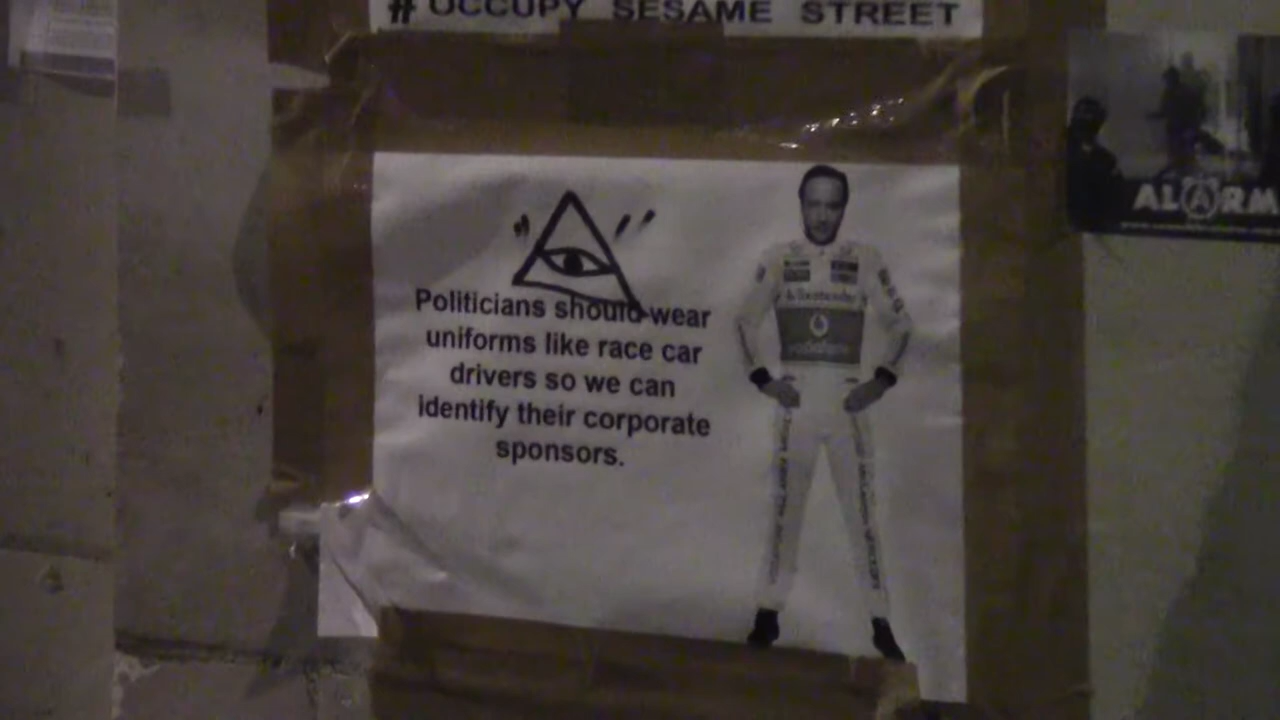 # OCCUPY SESAME STREET
Politicians should wear
uniforms like race car
drivers so we can
identify their corporate
sponsors.
Santander
vodafone
ALARM